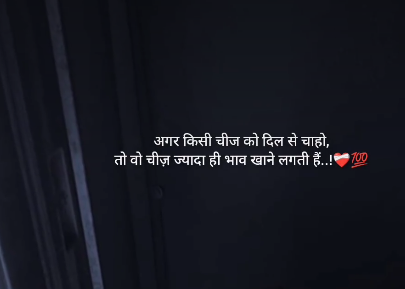 अगर किसी चीज को दिल से चाहो,
तो वो चीज़ ज्यादा ही भाव खाने लगती हैं..!❤️‍🩹💯